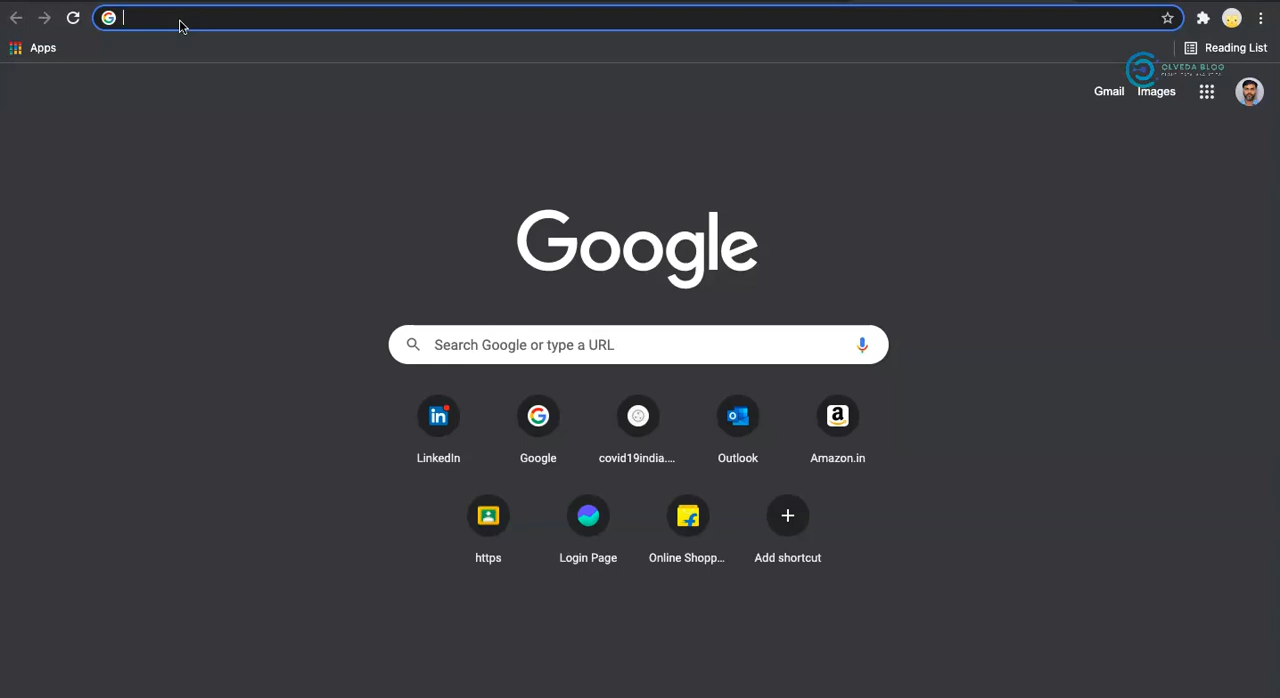 Apps
Reading List
OLVEDA BLOG
Gmail
Images
Google
Search Google or type a URL
LinkedIn
Google
covid19india....
Outlook
Amazon.in
https
Login Page
Online Shopp...
Add shortcut